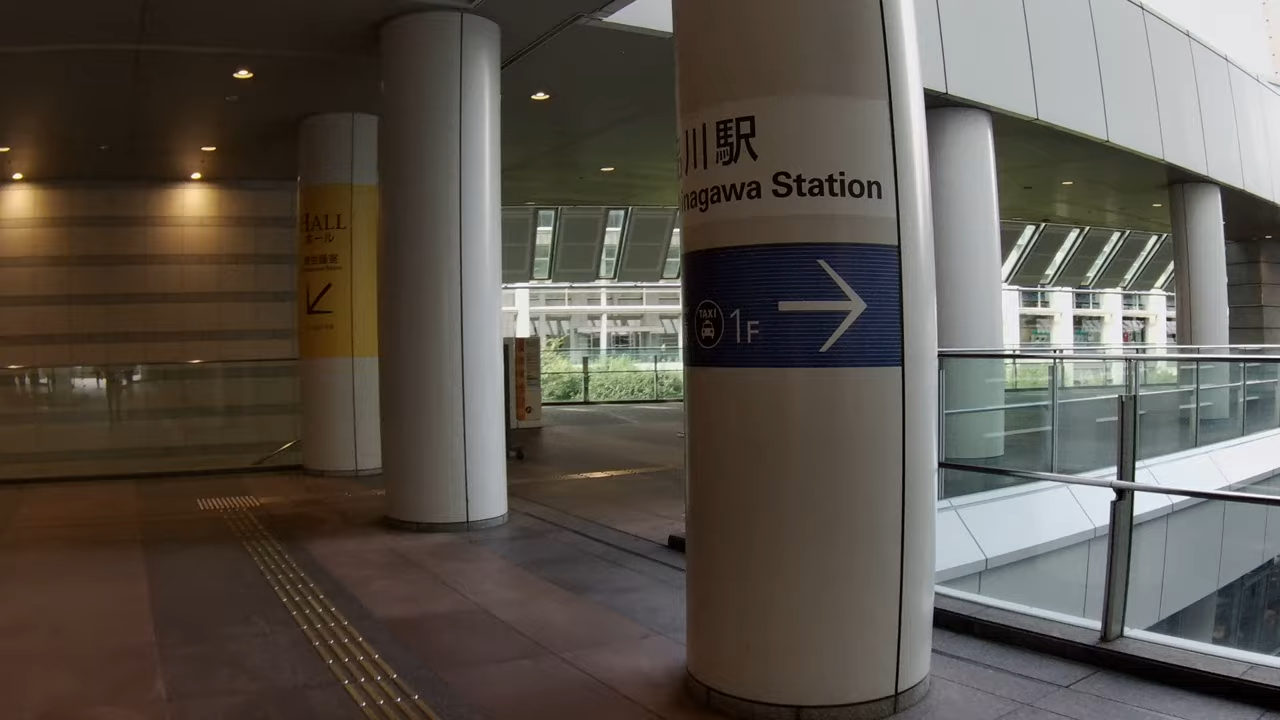 HALL
ホール
川駅
nagawa Station
TAXI
1F